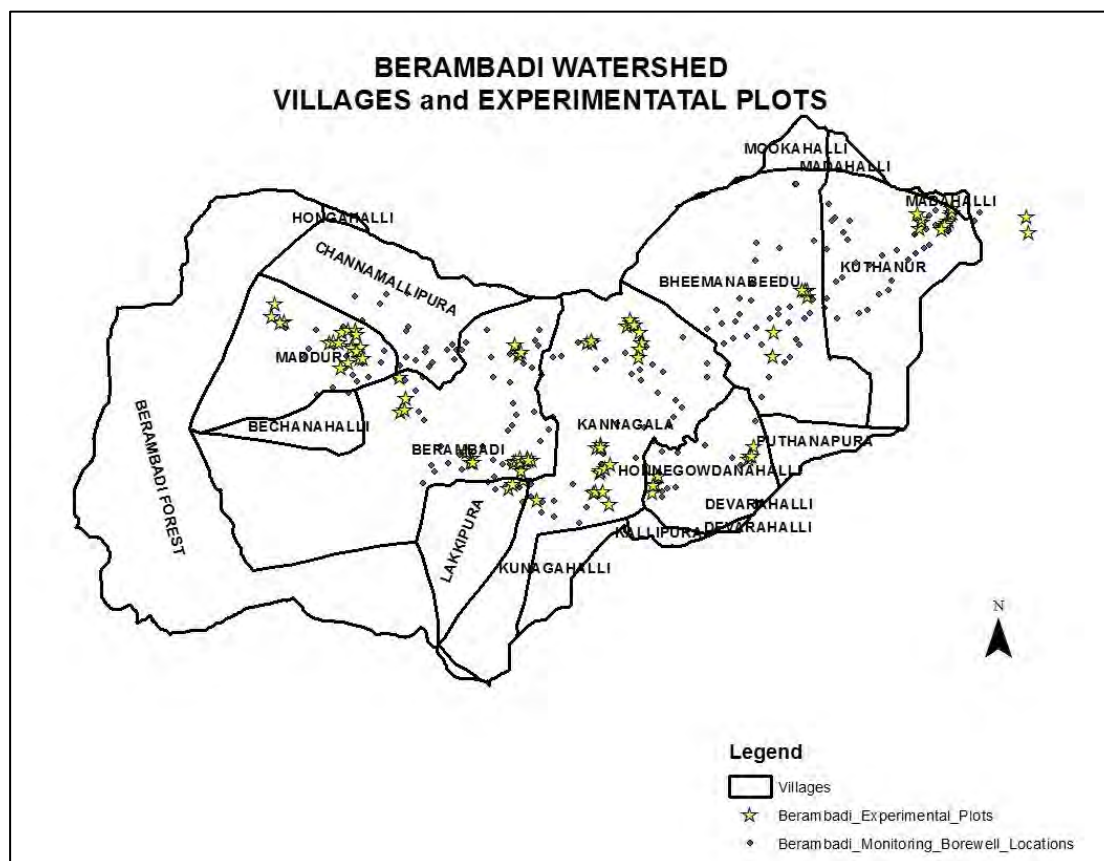 BERAMBADI WATERSHED
VILLAGES and EXPERIMENTATAL PLOTS
MOOKAHALLI
MADAHALLI
MADAHALLI
HONGAHALLI
CHANNAMALLIPURA
KUTHANUR
BHEEMANABEEDU
MADDUR
BECHANAHALLI
BERAMBADI
KANNAGALA
PUTHANAPURA
HONNEGOWDANAHALLI
BERAMBADI FOREST
DEVARAHALLI
DEVARAHALLI
KALLIPURA
LAKKIPURA
KUNAGAHALLI
N
Legend
Villages
Berambadi_Experimental_Plots
Berambadi_Monitoring_Borewell_Locations